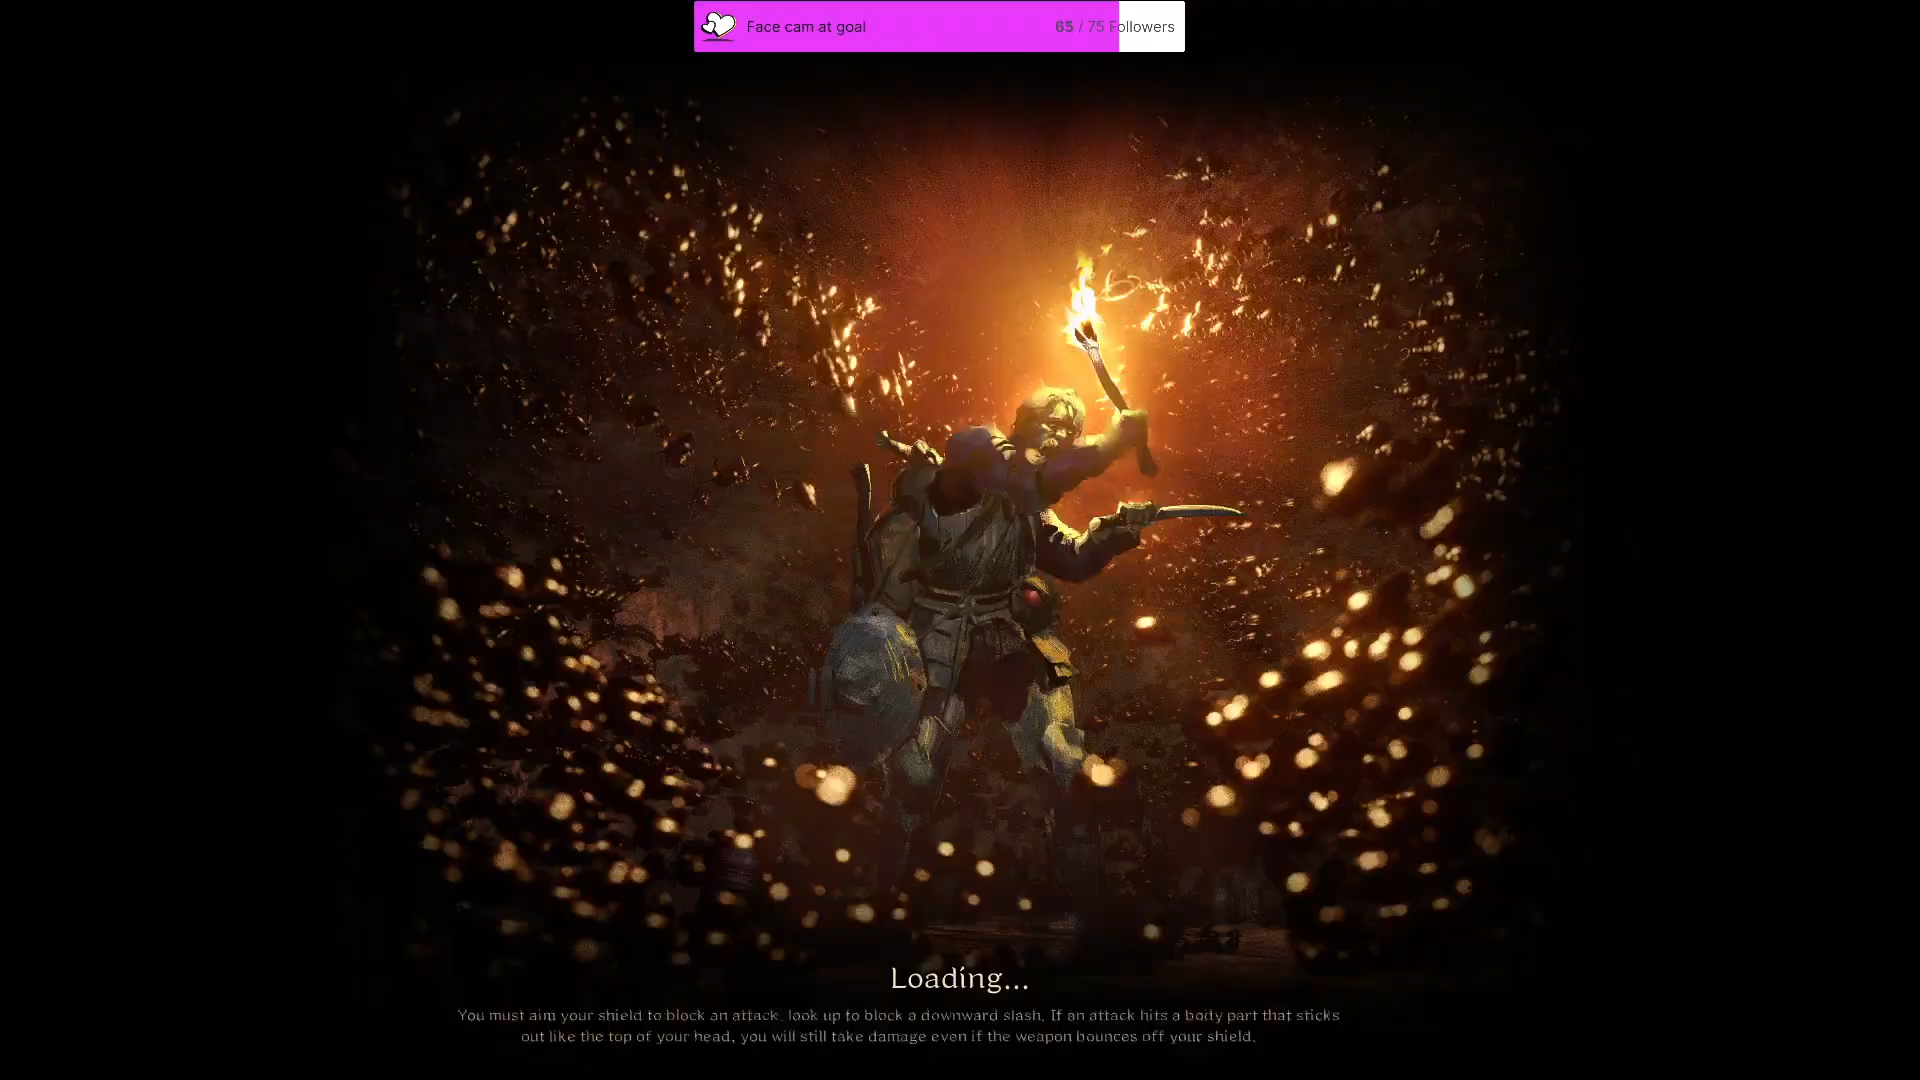 Face cam at goal 65 / 75 Followers
Loading...
You must aim your shield to block an attack, look up to block a downward slash. If an attack hits a body part that sticks
out like the top of your head, you will still take damage even if the weapon bounces off your shield.